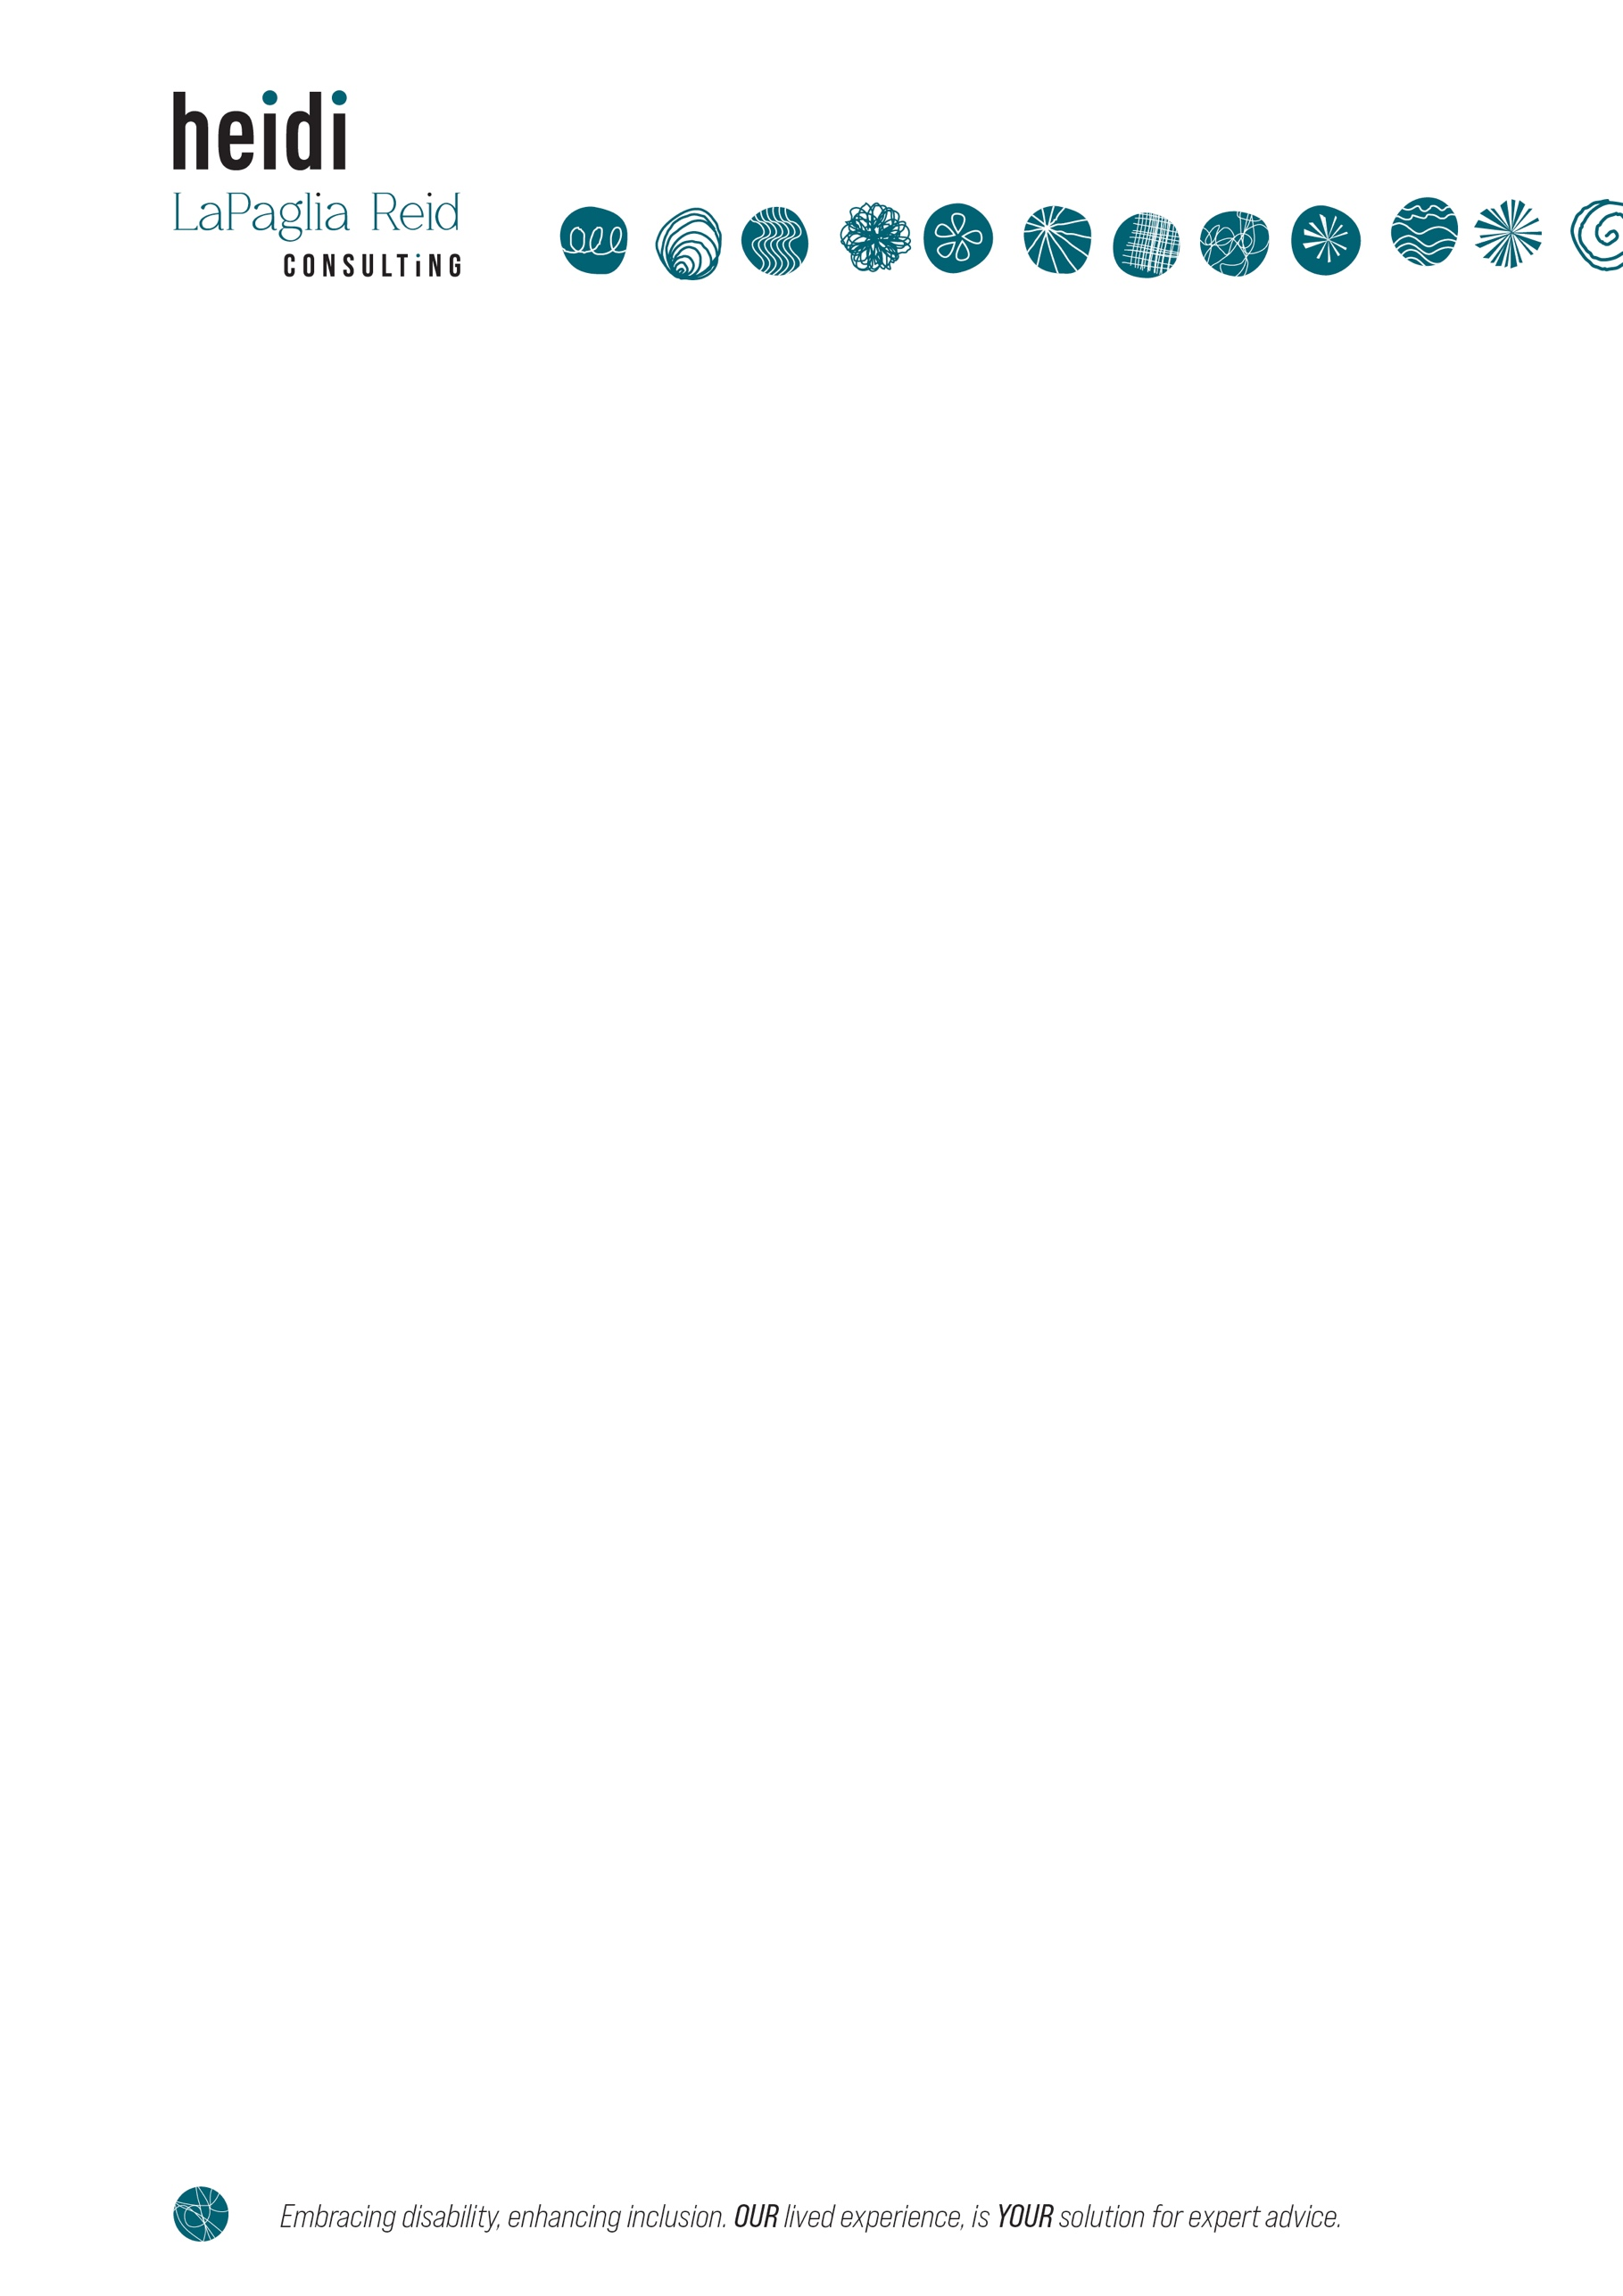 heidi
LaPaglia Reid
CONSULTiNG
Embracing disability, enhancing inclusion. OUR lived experience, is YOUR solution for expert advice.